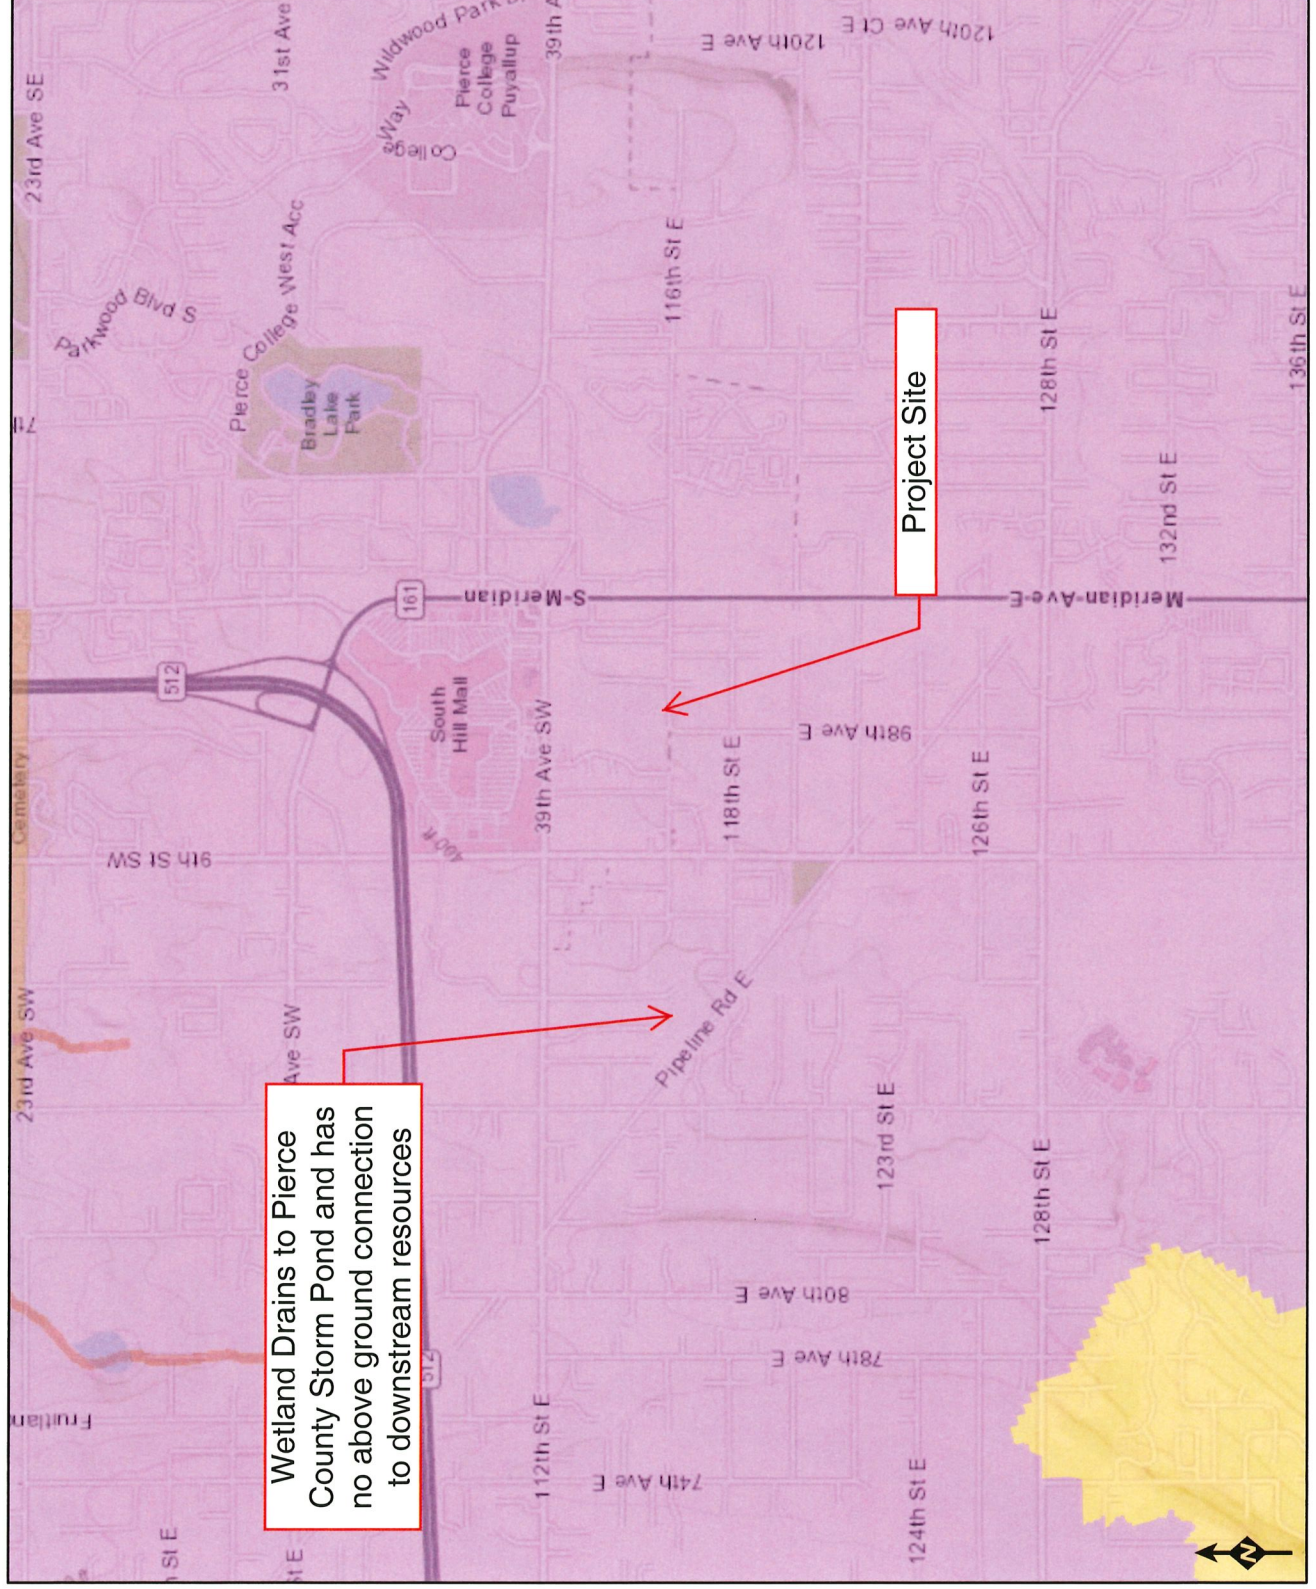 23rd Ave SW
Cemetery
23rd Ave SE
7t
Fruitlan
Parkwood Blvd S
9th St SW
St E
512
Pierce College West Acc
31st Ave
St E
Ave SW
Wetland Drains to Pierce
County Storm Pond and has
no above ground connection
to downstream resources
Bradley
Lake
Park
Wildwood Park
College Way
161
512
400 ft
South
Hill Mall
Pierce
College
Puyallup
S Meridian
112th St E
39th Ave SW
39th A
74th Ave E
116th St E
Pipeline Rd E
118th St E
120th Ave E
80th Ave E
78th Ave E
98th Ave E
123rd St E
124th St E
Project Site
120th Ave Ct E
126th St E
128th St E
128th St E
Meridian Ave E
132nd St E
136th St E
N